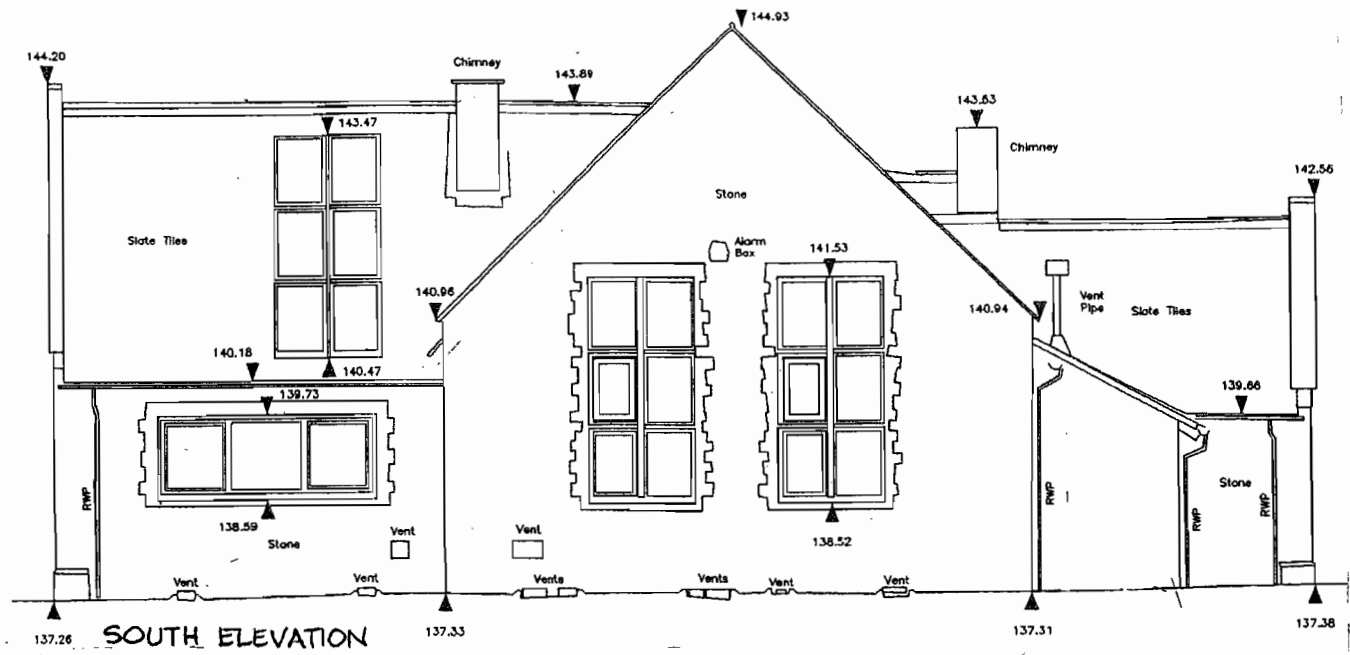 144.93
144.20
Chimney
143.89
143.63
143.47
Chimney
142.56
Stone
Slate Tiles
Alarm
Box
141.53
140.96
140.94
Vent
Pipe
Slate Tiles
140.18
140.47
139.73
139.66
RWP
138.59
Stone
Vent
Vent
138.52
RWP
RWP
Stone
RWP
Vent
Vent
Vents
Vents
Vent
Vent
137.26
SOUTH ELEVATION
137.33
137.31
137.38